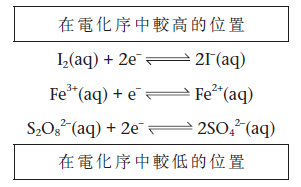 在電化序中較高的位置
I₂(aq) + 2e⁻ ⇌ 2I⁻(aq)
Fe³⁺(aq) + e⁻ ⇌ Fe²⁺(aq)
S₂O₈²⁻(aq) + 2e⁻ ⇌ 2SO₄²⁻(aq)
在電化序中較低的位置